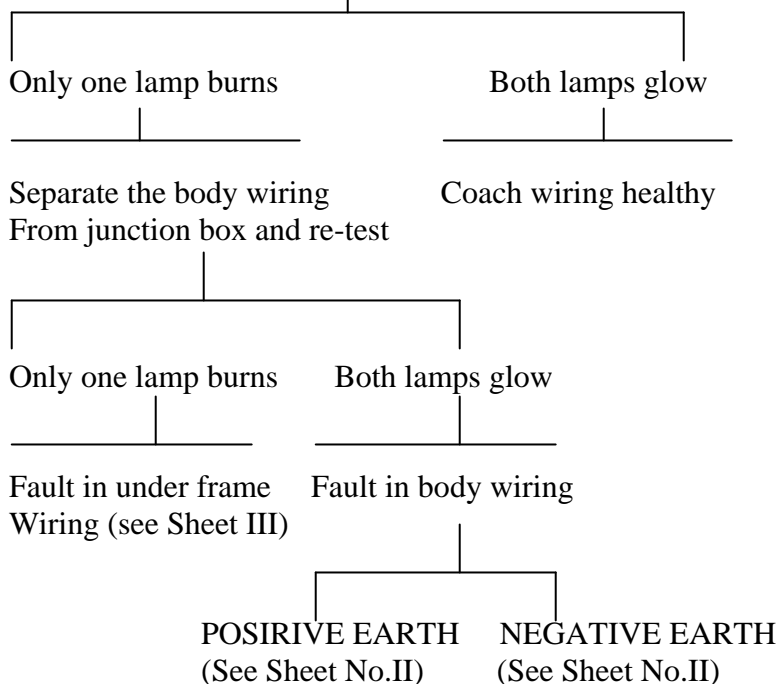 Only one lamp burns
Both lamps glow
Separate the body wiring
From junction box and re-test
Coach wiring healthy
Only one lamp burns
Both lamps glow
Fault in under frame
Wiring (see Sheet III)
Fault in body wiring
POSIRIVE EARTH
(See Sheet No.II)
NEGATIVE EARTH
(See Sheet No.II)